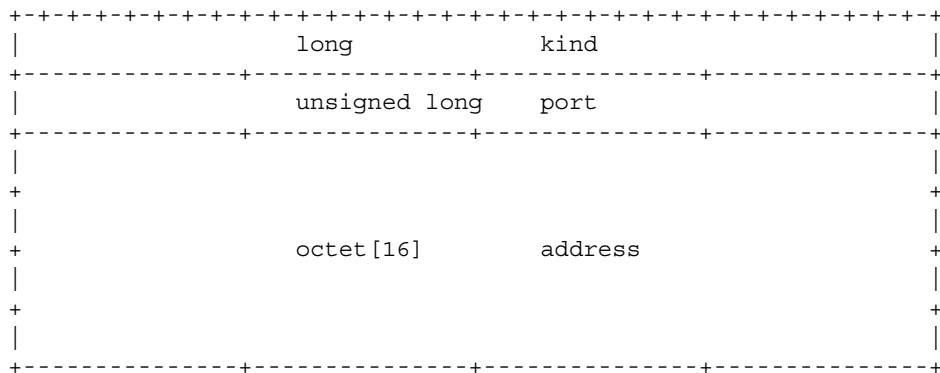 long kind
unsigned long port
octet[16] address